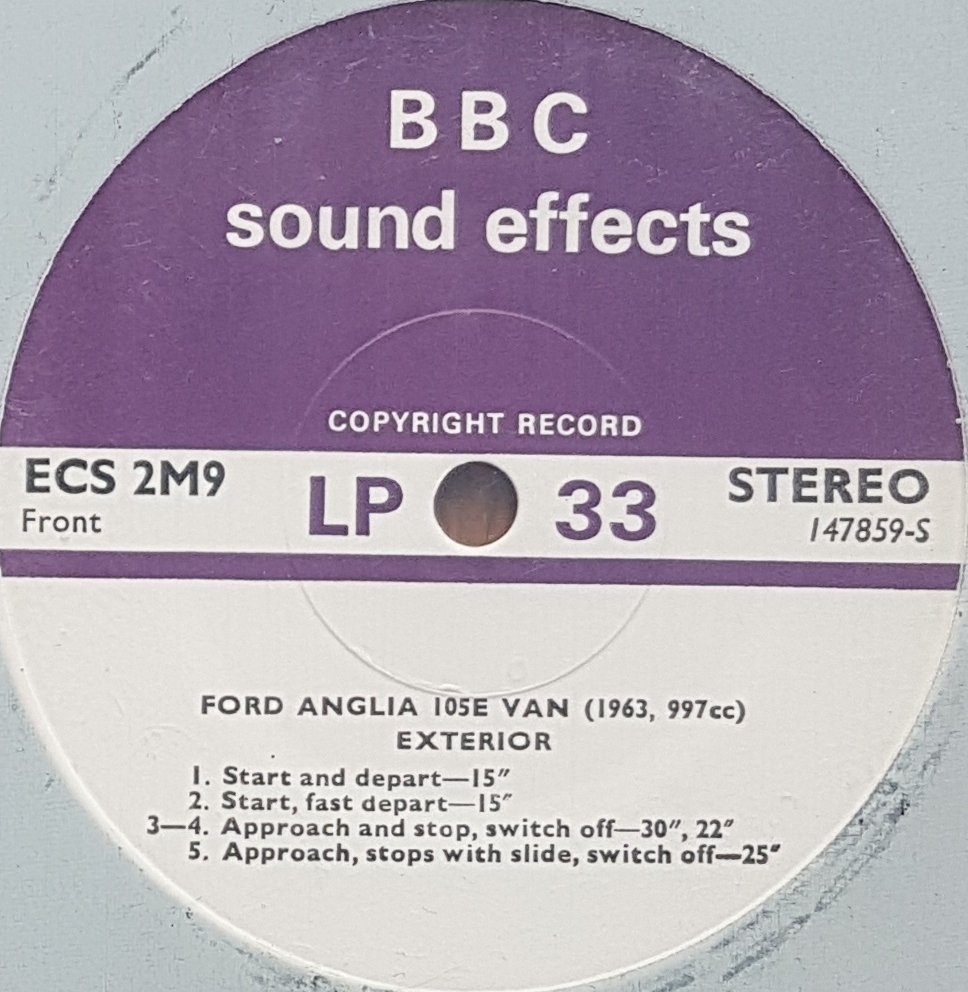 BBC
sound effects
COPYRIGHT RECORD
ECS 2M9
Front
LP 33
STEREO
147859-S
FORD ANGLIA 105E VAN (1963, 997cc)
EXTERIOR
1. Start and depart—15″
2. Start, fast depart—15″
3—4. Approach and stop, switch off—30″, 22″
5. Approach, stops with slide, switch off—25″